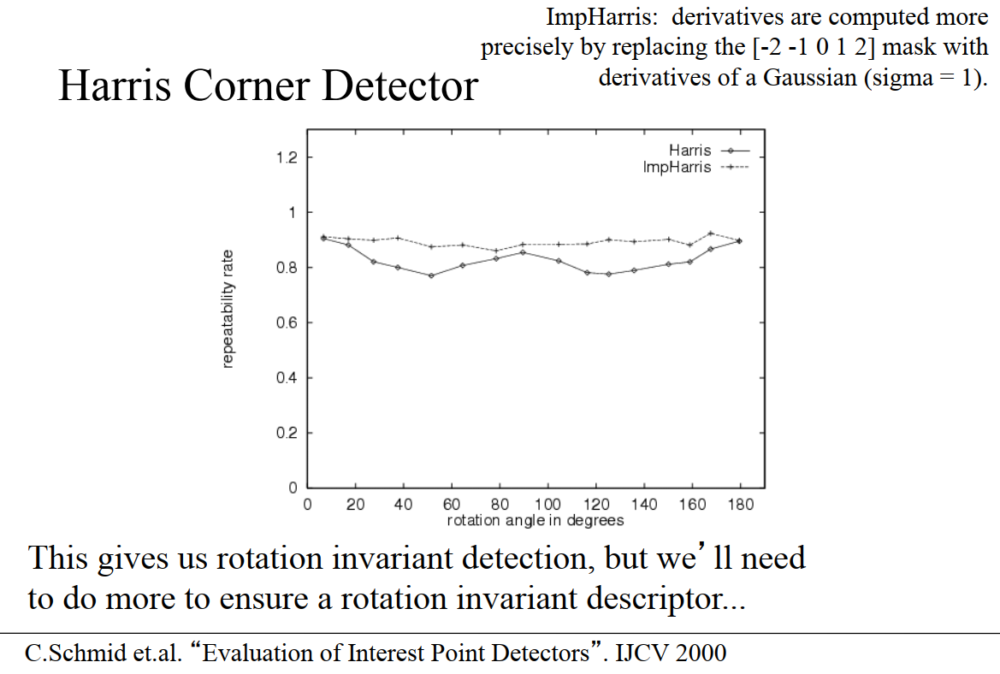 ImpHarris: derivatives are computed more
precisely by replacing the [-2 -1 0 1 2] mask with
derivatives of a Gaussian (sigma = 1).
Harris Corner Detector
Harris
ImpHarris
1.2
1
0.8
0.6
0.4
0.2
0
repeatability rate
0 20 40 60 80 100 120 140 160 180
rotation angle in degrees
This gives us rotation invariant detection, but we’ ll need
to do more to ensure a rotation invariant descriptor...
C.Schmid et.al. “Evaluation of Interest Point Detectors”. IJCV 2000